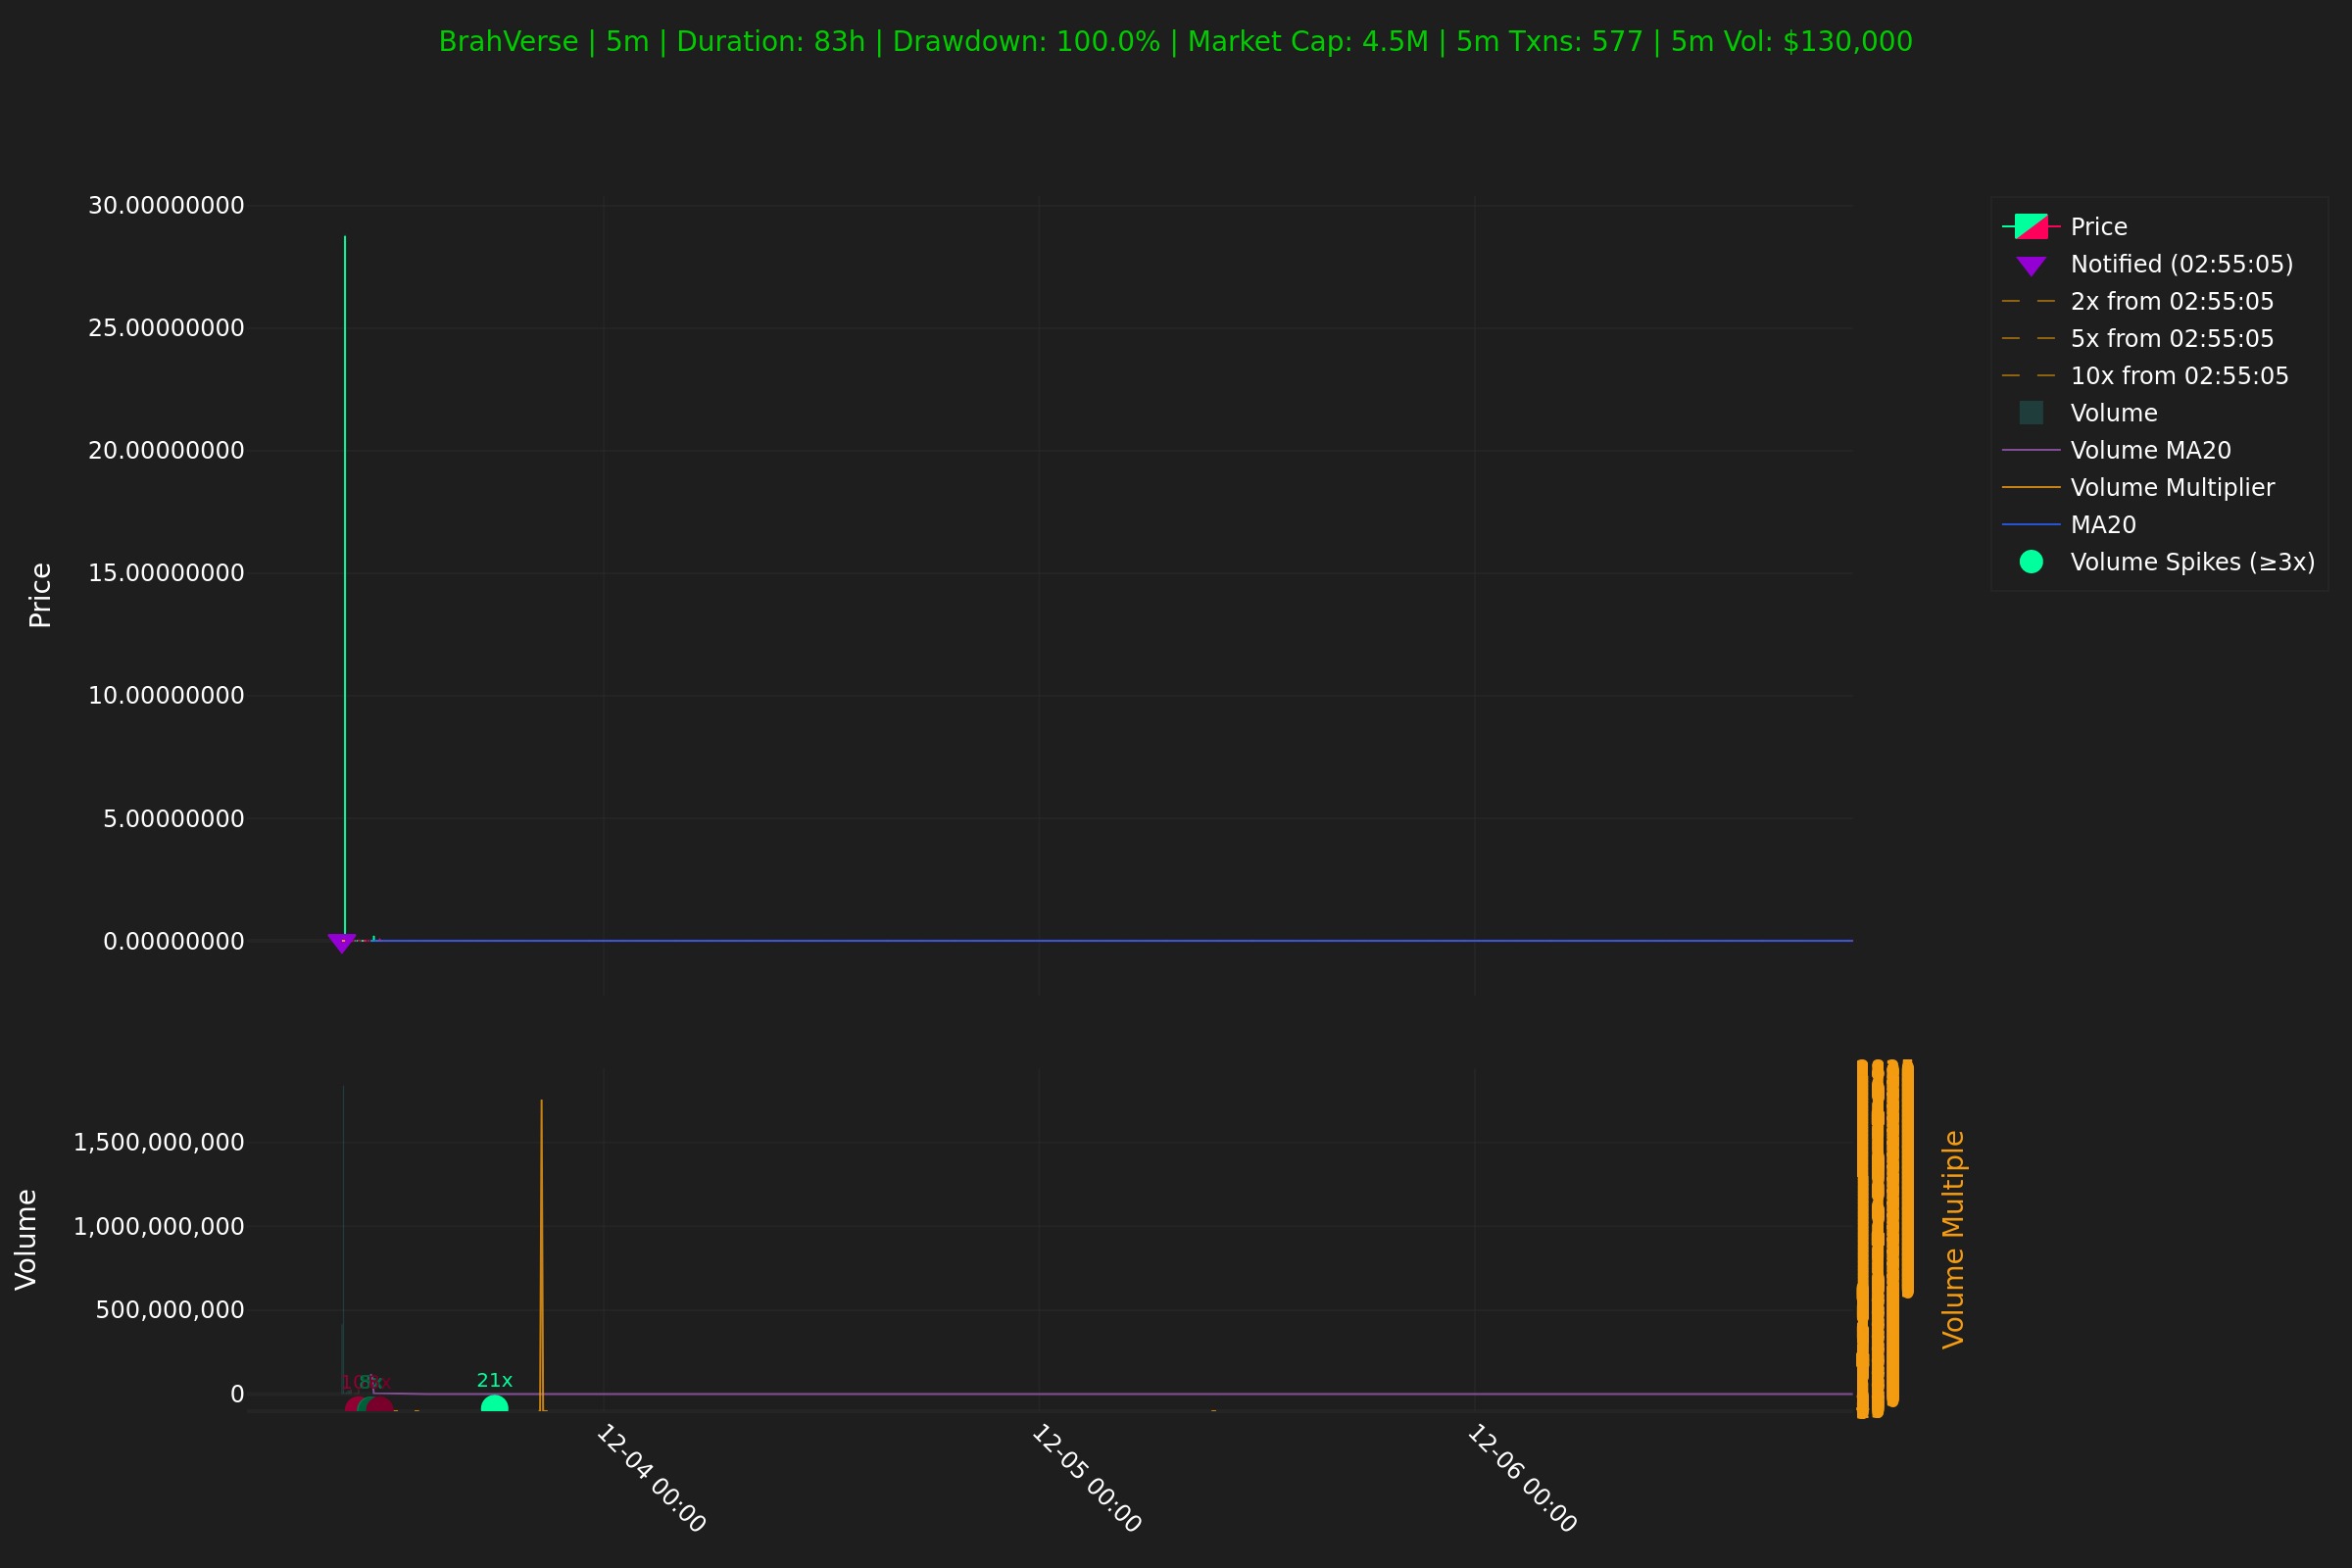 BrahVerse | 5m | Duration: 83h | Drawdown: 100.0% | Market Cap: 4.5M | 5m Txns: 577 | 5m Vol: $130,000
30.00000000
25.00000000
20.00000000
15.00000000
10.00000000
5.00000000
0.00000000
Price
Price
Notified (02:55:05)
2x from 02:55:05
5x from 02:55:05
10x from 02:55:05
Volume
Volume MA20
Volume Multiplier
MA20
Volume Spikes (≥3x)
1,500,000,000
1,000,000,000
500,000,000
0
Volume
21x
Volume Multiple
12-04 00:00
12-05 00:00
12-06 00:00